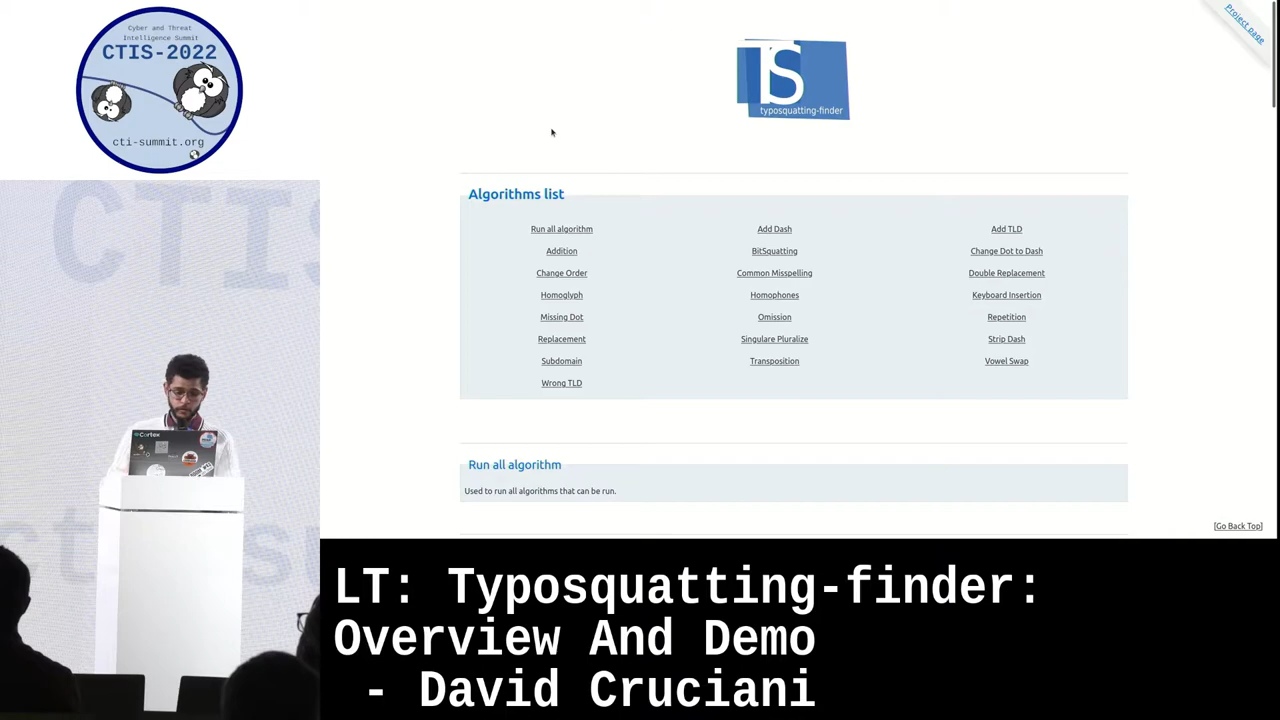 Cyber and Threat
Intelligence Summit
CTIS-2022
cti-summit.org
Project page
TS
typosquatting-finder
Algorithms list
Run all algorithm
Add Dash
Add TLD
Addition
BitSquatting
Change Dot to Dash
Change Order
Common Misspelling
Double Replacement
Homoglyph
Homophones
Keyboard Insertion
Missing Dot
Omission
Repetition
Replacement
Singulare Pluralize
Strip Dash
Subdomain
Transposition
Vowel Swap
Wrong TLD
Run all algorithm
Used to run all algorithms that can be run.
[Go Back Top]
CTIS
Cortex
LT: Typosquatting-finder:
Overview And Demo
- David Cruciani